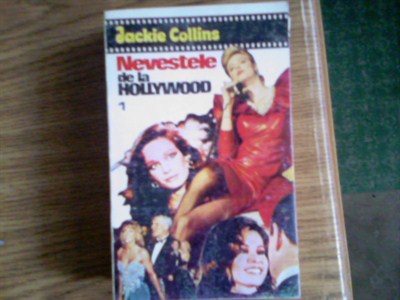 Jackie Collins
Nevestele
de la
HOLLYWOOD
1